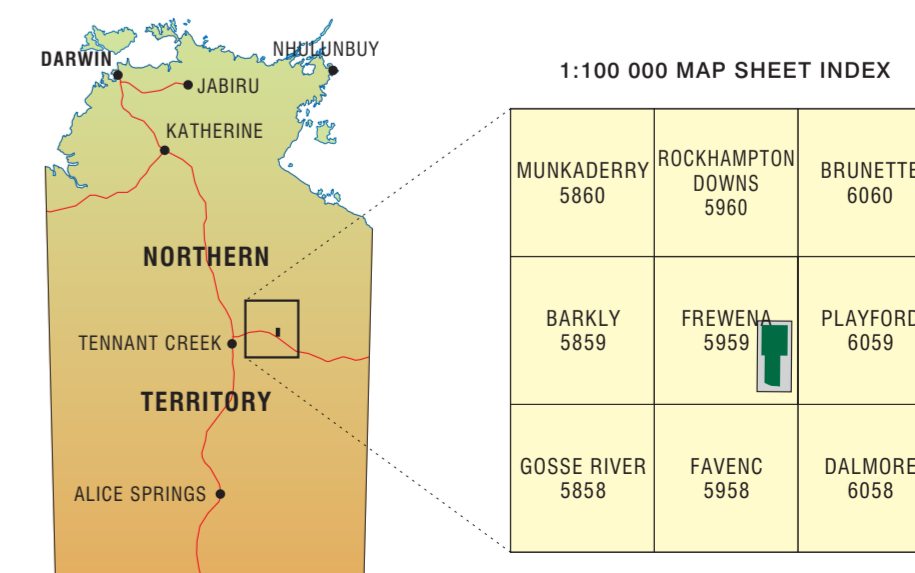 DARWIN
NHULUNBUY
JABIRU
KATHERINE
NORTHERN
TENNANT CREEK
TERRITORY
ALICE SPRINGS
1:100 000 MAP SHEET INDEX
MUNKADERRY
5860
ROCKHAMPTON
DOWNS
5960
BRUNETTE
6060
BARKLY
5859
FREWENA
5959
PLAYFORD
6059
GOSSE RIVER
5858
FAVENC
5958
DALMORE
6058